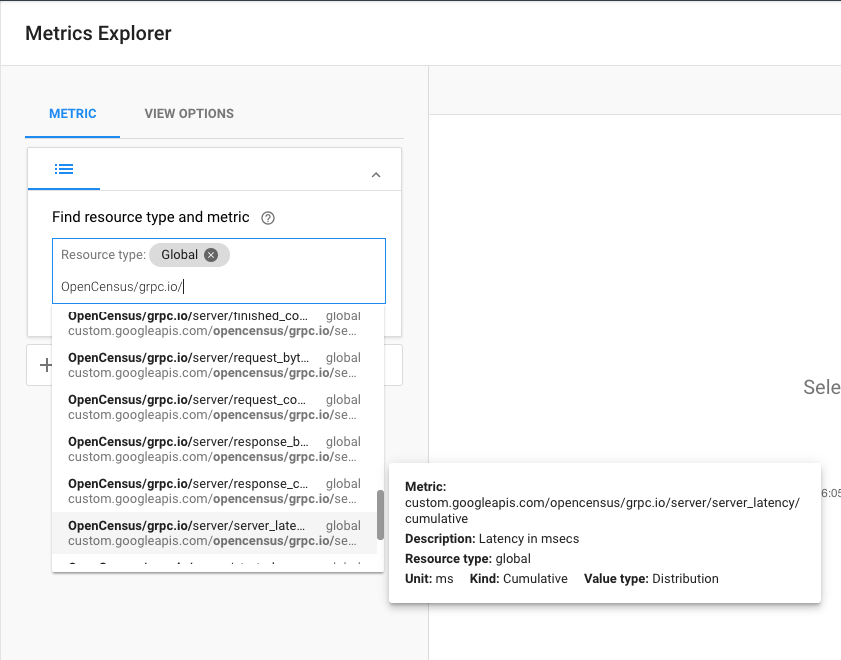 Metrics Explorer
METRIC VIEW OPTIONS
Find resource type and metric
Resource type: Global
OpenCensus/grpc.io/
OpenCensus/grpc.io/server/finished_co... global
custom.googleapis.com/opencensus/grpc.io/se...
OpenCensus/grpc.io/server/request_byt... global
custom.googleapis.com/opencensus/grpc.io/se...
OpenCensus/grpc.io/server/request_co... global
custom.googleapis.com/opencensus/grpc.io/se...
Sele
OpenCensus/grpc.io/server/response_b... global
custom.googleapis.com/opencensus/grpc.io/se...
OpenCensus/grpc.io/server/response_c... global
custom.googleapis.com/opencensus/grpc.io/se...
OpenCensus/grpc.io/server/server_late... global
custom.googleapis.com/opencensus/grpc.io/se...
Metric:
custom.googleapis.com/opencensus/grpc.io/server/server_latency/
cumulative
Description: Latency in msecs
Resource type: global
Unit: ms Kind: Cumulative Value type: Distribution
6:05